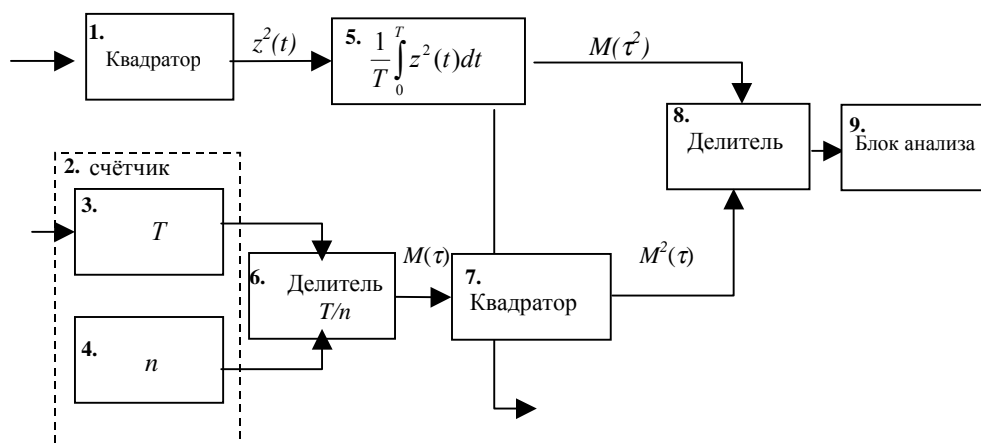 1.
Квадратор
z²(t)
5.
1/T ∫₀ᵀ z²(t)dt
M(τ²)
8.
Делитель
9.
Блок анализа
2. счётчик
3.
T
4.
n
6.
Делитель
T/n
M(τ)
7.
Квадратор
M²(τ)